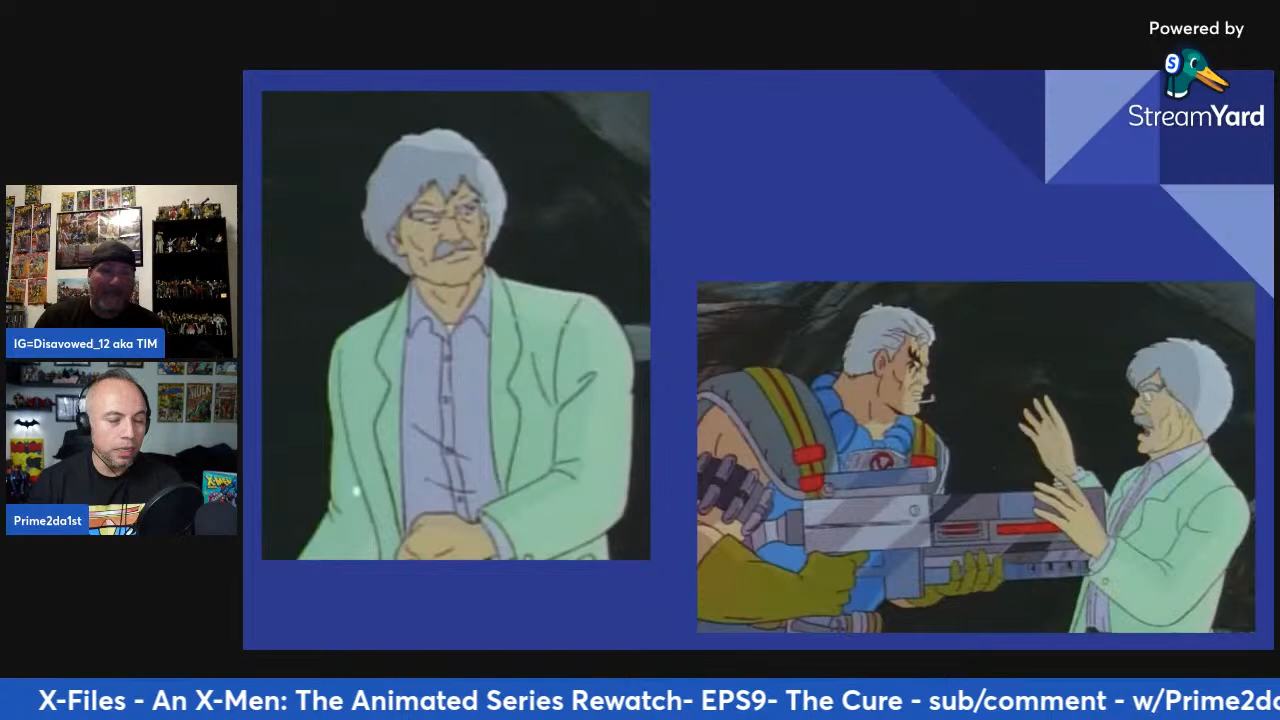 Powered by
S
StreamYard
IG=Disavowed_12 aka TIM
X-MEN
Prime2da1st
X-Files - An X-Men: The Animated Series Rewatch- EPS9- The Cure - sub/comment - w/Prime2da